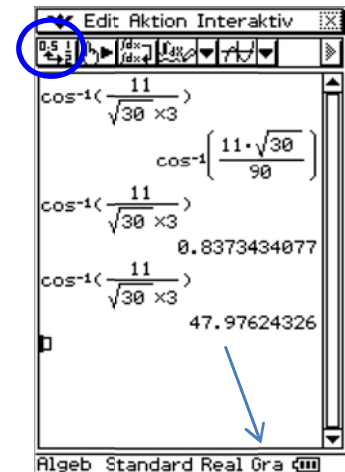 Edit Aktion Interaktiv
cos⁻¹(11/(√30 ×3))
cos⁻¹(11·√30/90)
cos⁻¹(11/(√30 ×3))
0.8373434077
cos⁻¹(11/(√30 ×3))
47.97624326
Algeb Standard Real Gra